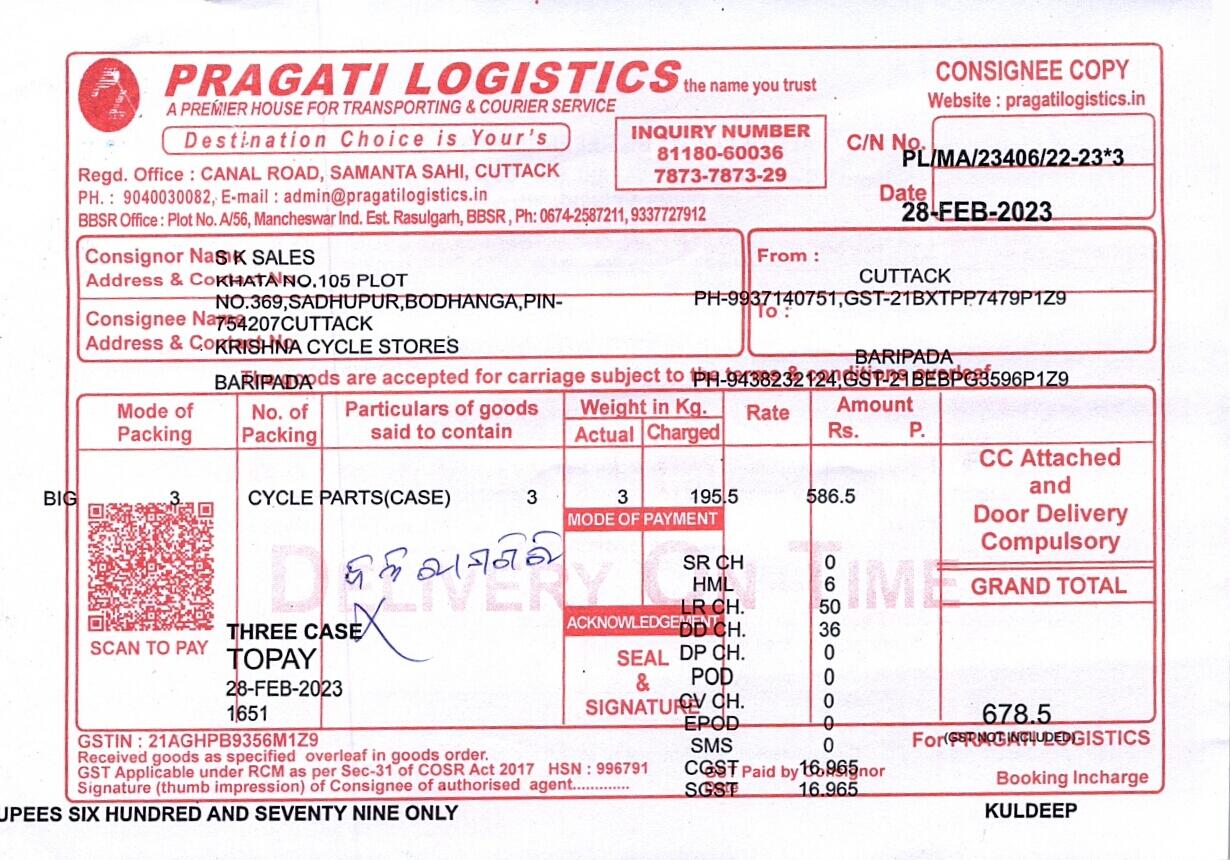 PRAGATI LOGISTICS the name you trust
A PREMIER HOUSE FOR TRANSPORTING & COURIER SERVICE
Destination Choice is Your's
CONSIGNEE COPY
Website : pragatilogistics.in
INQUIRY NUMBER
81180-60036
7873-7873-29
C/N No. PL/MA/23406/22-23*3
Date 28-FEB-2023
Regd. Office : CANAL ROAD, SAMANTA SAHI, CUTTACK
PH. : 9040030082, E-mail : admin@pragatilogistics.in
BBSR Office : Plot No. A/56, Mancheswar Ind. Est. Rasulgarh, BBSR , Ph: 0674-2587211, 9337727912
Consignor Name S K SALES
Address & Contact No. KHATA NO.105 PLOT
NO.369,SADHUPUR,BODHANGA,PIN-
754207CUTTACK
From :
CUTTACK
PH-9937140751,GST-21BXTPP7479P1Z9
Consignee Name
Address & Contact No. KRISHNA CYCLE STORES
BARIPADA
To :
BARIPADA
PH-9438232124,GST-21BEBPG3596P1Z9
The goods are accepted for carriage subject to the terms & conditions overleaf
Mode of Packing
No. of Packing
Particulars of goods said to contain
Weight in Kg.
Actual Charged
Rate
Amount
Rs. P.
BIG 3 CYCLE PARTS(CASE) 3 3 195.5 586.5
CC Attached
and
Door Delivery
Compulsory
GRAND TOTAL
MODE OF PAYMENT
DELIVERY ON TIME
SR CH 0
HML 6
LR CH. 50
DD CH. 36
DP CH. 0
POD 0
CV CH. 0
EPOD 0
SMS 0
CGST 16.965
SGST 16.965
ACKNOWLEDGEMENT
SEAL
&
SIGNATURE
SCAN TO PAY
THREE CASE
TOPAY
28-FEB-2023
1651
678.5
(GST NOT INCLUDED)
For PRAGATI LOGISTICS
GSTIN : 21AGHPB9356M1Z9
Received goods as specified overleaf in goods order.
GST Applicable under RCM as per Sec-31 of COSR Act 2017 HSN : 996791
GST Paid by Consignor
Signature (thumb impression) of Consignee of authorised agent.............
Booking Incharge
UPEES SIX HUNDRED AND SEVENTY NINE ONLY
KULDEEP